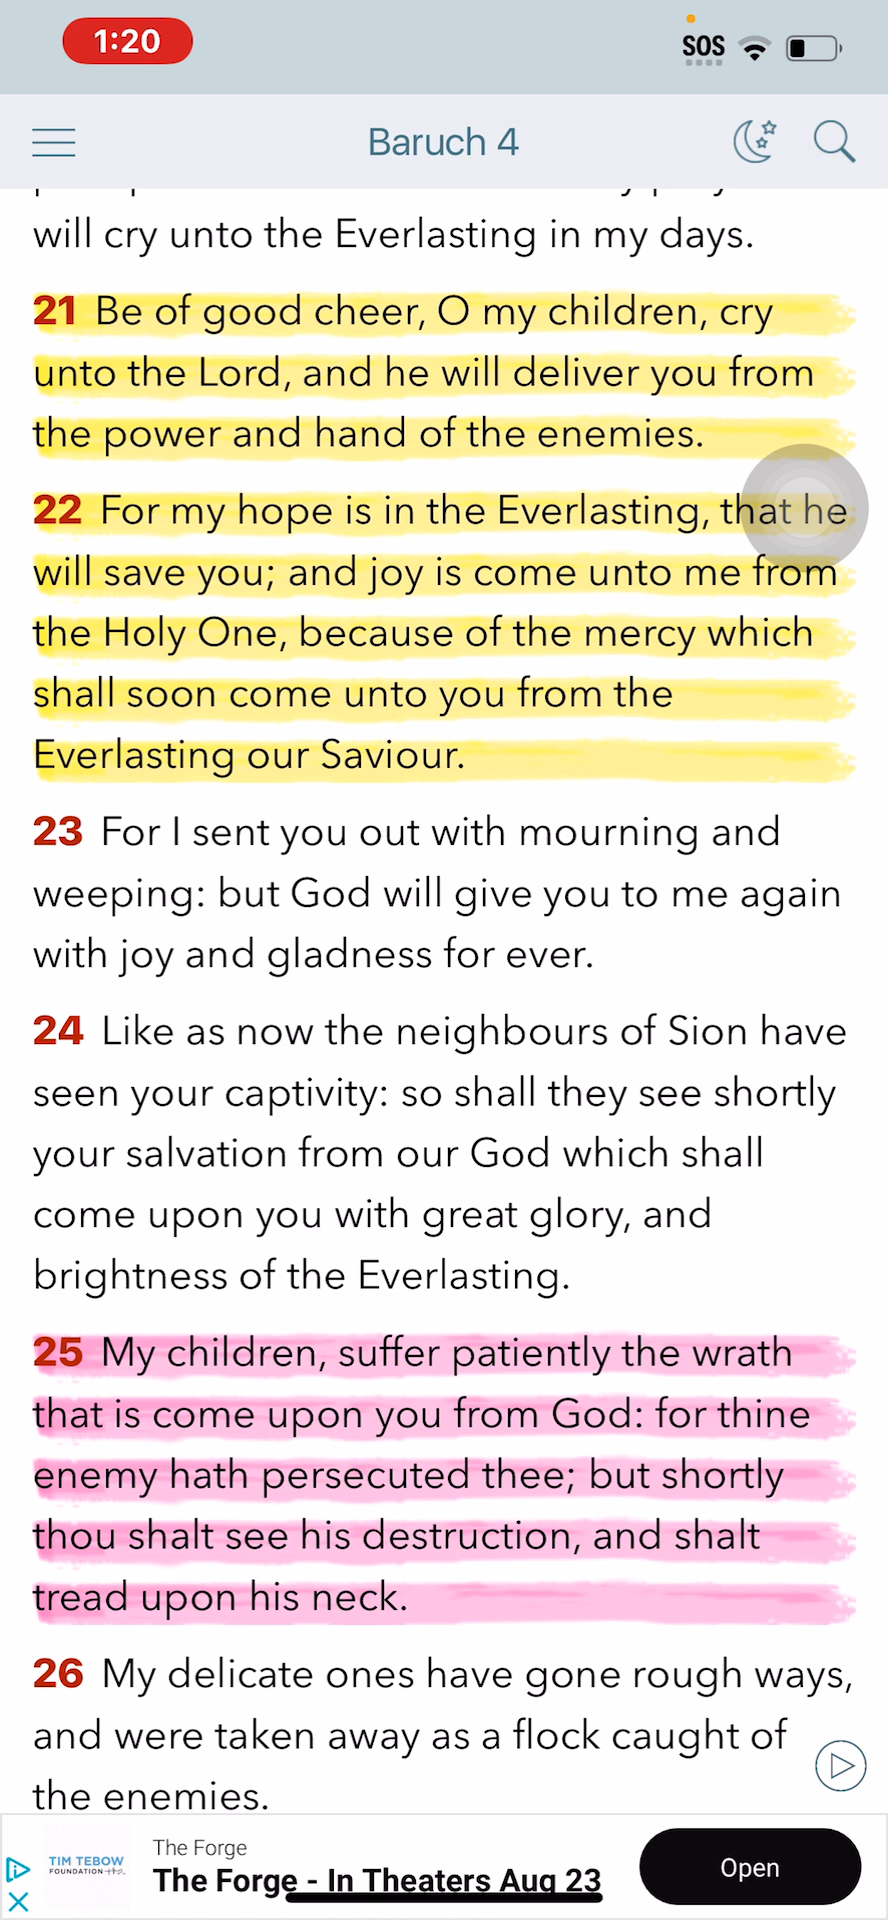 1:20
SOS
Baruch 4
will cry unto the Everlasting in my days.
21 Be of good cheer, O my children, cry
unto the Lord, and he will deliver you from
the power and hand of the enemies.
22 For my hope is in the Everlasting, that he
will save you; and joy is come unto me from
the Holy One, because of the mercy which
shall soon come unto you from the
Everlasting our Saviour.
23 For I sent you out with mourning and
weeping: but God will give you to me again
with joy and gladness for ever.
24 Like as now the neighbours of Sion have
seen your captivity: so shall they see shortly
your salvation from our God which shall
come upon you with great glory, and
brightness of the Everlasting.
25 My children, suffer patiently the wrath
that is come upon you from God: for thine
enemy hath persecuted thee; but shortly
thou shalt see his destruction, and shalt
tread upon his neck.
26 My delicate ones have gone rough ways,
and were taken away as a flock caught of
the enemies.
TIM TEBOW
FOUNDATION
The Forge
The Forge - In Theaters Aug 23
Open